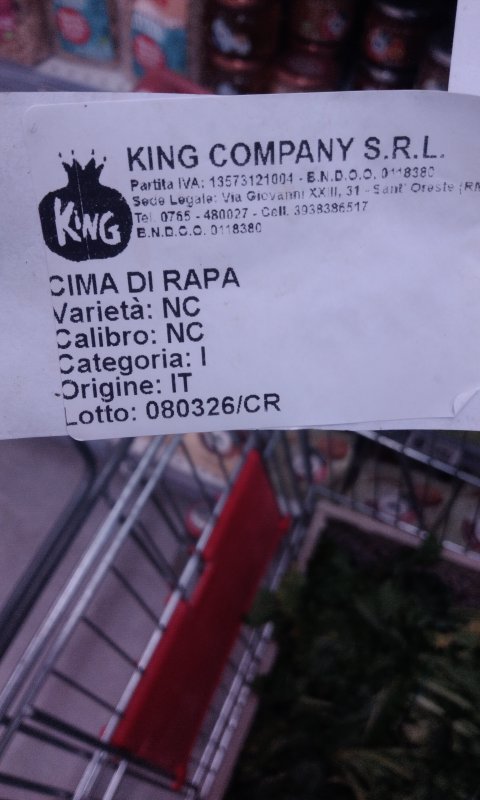 KING COMPANY S.R.L.
Partita IVA: 13573121004 - B.N.D.O.O. 0118380
Sede Legale: Via Giovanni XXIII, 31 - Sant' Oreste (RM
Tel. 0765 - 480027 - Cell. 3938386517
B.N.D.O.O. 0118380
KING
CIMA DI RAPA
Varietà: NC
Calibro: NC
Categoria: I
Origine: IT
Lotto: 080326/CR